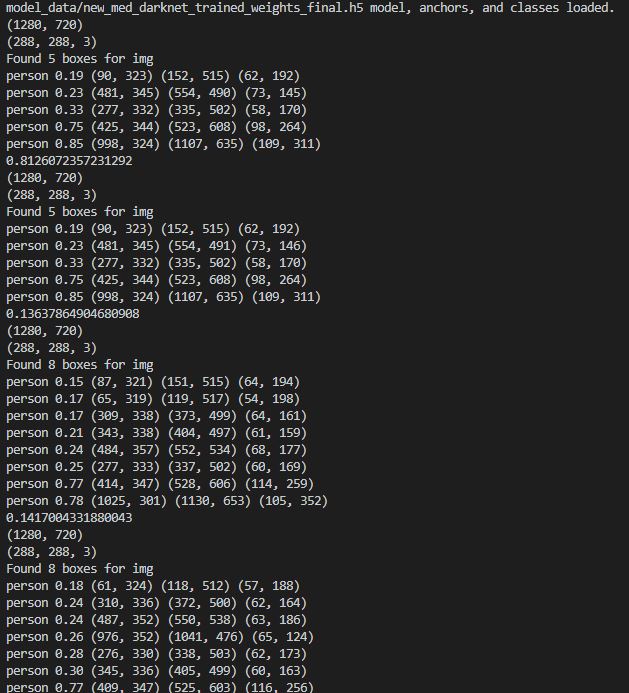 model_data/new_med_darknet_trained_weights_final.h5 model, anchors, and classes loaded.
(1280, 720)
(288, 288, 3)
Found 5 boxes for img
person 0.19 (90, 323) (152, 515) (62, 192)
person 0.23 (481, 345) (554, 490) (73, 145)
person 0.33 (277, 332) (335, 502) (58, 170)
person 0.75 (425, 344) (523, 608) (98, 264)
person 0.85 (998, 324) (1107, 635) (109, 311)
0.8126072357231292
(1280, 720)
(288, 288, 3)
Found 5 boxes for img
person 0.19 (90, 323) (152, 515) (62, 192)
person 0.23 (481, 345) (554, 491) (73, 146)
person 0.33 (277, 332) (335, 502) (58, 170)
person 0.75 (425, 344) (523, 608) (98, 264)
person 0.85 (998, 324) (1107, 635) (109, 311)
0.13637864904680908
(1280, 720)
(288, 288, 3)
Found 8 boxes for img
person 0.15 (87, 321) (151, 515) (64, 194)
person 0.17 (65, 319) (119, 517) (54, 198)
person 0.17 (309, 338) (373, 499) (64, 161)
person 0.21 (343, 338) (404, 497) (61, 159)
person 0.24 (484, 357) (552, 534) (68, 177)
person 0.25 (277, 333) (337, 502) (60, 169)
person 0.77 (414, 347) (528, 606) (114, 259)
person 0.78 (1025, 301) (1130, 653) (105, 352)
0.1417004331880043
(1280, 720)
(288, 288, 3)
Found 8 boxes for img
person 0.18 (61, 324) (118, 512) (57, 188)
person 0.24 (310, 336) (372, 500) (62, 164)
person 0.24 (487, 352) (550, 538) (63, 186)
person 0.26 (976, 352) (1041, 476) (65, 124)
person 0.28 (276, 330) (338, 503) (62, 173)
person 0.30 (345, 336) (405, 499) (60, 163)
person 0.77 (409, 347) (525, 603) (116, 256)